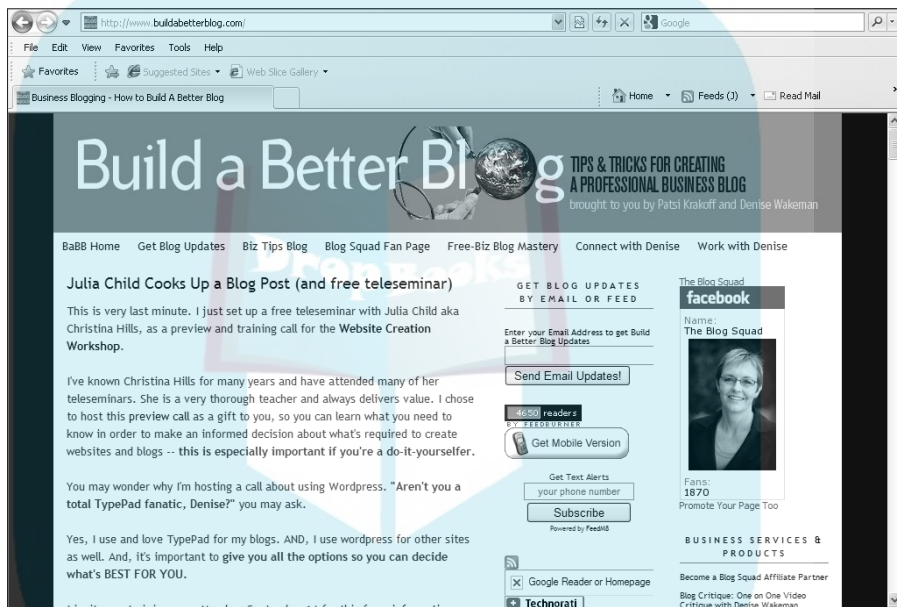 http://www.buildabetterblog.com/
Google
File Edit View Favorites Tools Help
Favorites Suggested Sites Web Slice Gallery
Business Blogging - How to Build A Better Blog
Home Feeds (J) Read Mail
Build a Better Blog
TIPS & TRICKS FOR CREATING
A PROFESSIONAL BUSINESS BLOG
brought to you by Patsi Krakoff and Denise Wakeman
BaBB Home Get Blog Updates Biz Tips Blog Blog Squad Fan Page Free-Biz Blog Mastery Connect with Denise Work with Denise
DropBooks
Julia Child Cooks Up a Blog Post (and free teleseminar)
This is very last minute. I just set up a free teleseminar with Julia Child aka
Christina Hills, as a preview and training call for the Website Creation
Workshop.
I've known Christina Hills for many years and have attended many of her
teleseminars. She is a very thorough teacher and always delivers value. I chose
to host this preview call as a gift to you, so you can learn what you need to
know in order to make an informed decision about what's required to create
websites and blogs -- this is especially important if you're a do-it-yourselfer.
You may wonder why I'm hosting a call about using Wordpress. "Aren't you a
total TypePad fanatic, Denise?" you may ask.
Yes, I use and love TypePad for my blogs. AND, I use wordpress for other sites
as well. And, it's important to give you all the options so you can decide
what's BEST FOR YOU.
GET BLOG UPDATES
BY EMAIL OR FEED
Enter your Email Address to get Build
a Better Blog Updates
Send Email Updates!
4650 readers
BY FEEDBURNER
Get Mobile Version
Get Text Alerts
your phone number
Subscribe
Powered by FeedM8
Google Reader or Homepage
Technorati
The Blog Squad
facebook
Name:
The Blog Squad
Fans:
1870
Promote Your Page Too
BUSINESS SERVICES &
PRODUCTS
Become a Blog Squad Affiliate Partner
Blog Critique: One on One Video
Critique with Denise Wakeman